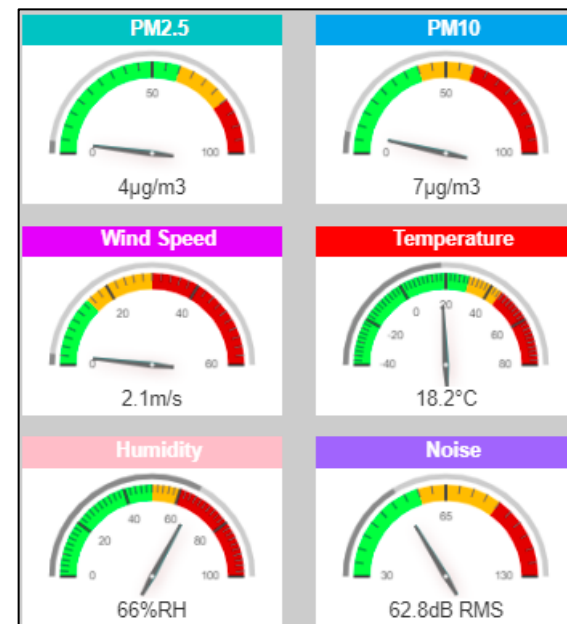 PM2.5
50
0
100
4µg/m3
PM10
50
0
100
7µg/m3
Wind Speed
20
40
0
60
2.1m/s
Temperature
0
20
40
-20
60
-40
80
18.2°C
Humidity
40
60
20
80
0
100
66%RH
Noise
65
30
130
62.8dB RMS